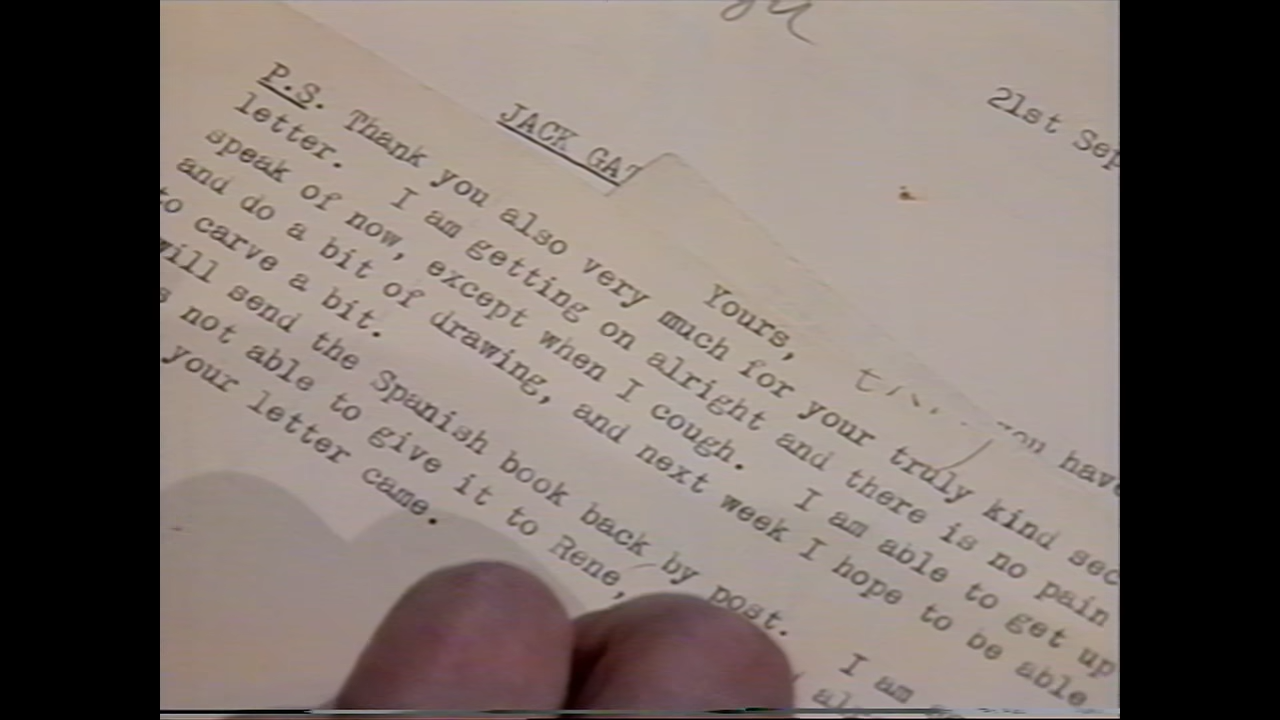 21st Sep
JACK GA
Yours,
have
P.S. Thank you also very much for your truly kind sec
letter. I am getting on alright and there is no pain
speak of now, except when I cough. I am able to get up
and do a bit of drawing, and next week I hope to be able
to carve a bit.
will send the Spanish book back by post. I am
s not able to give it to Rene,
your letter came.